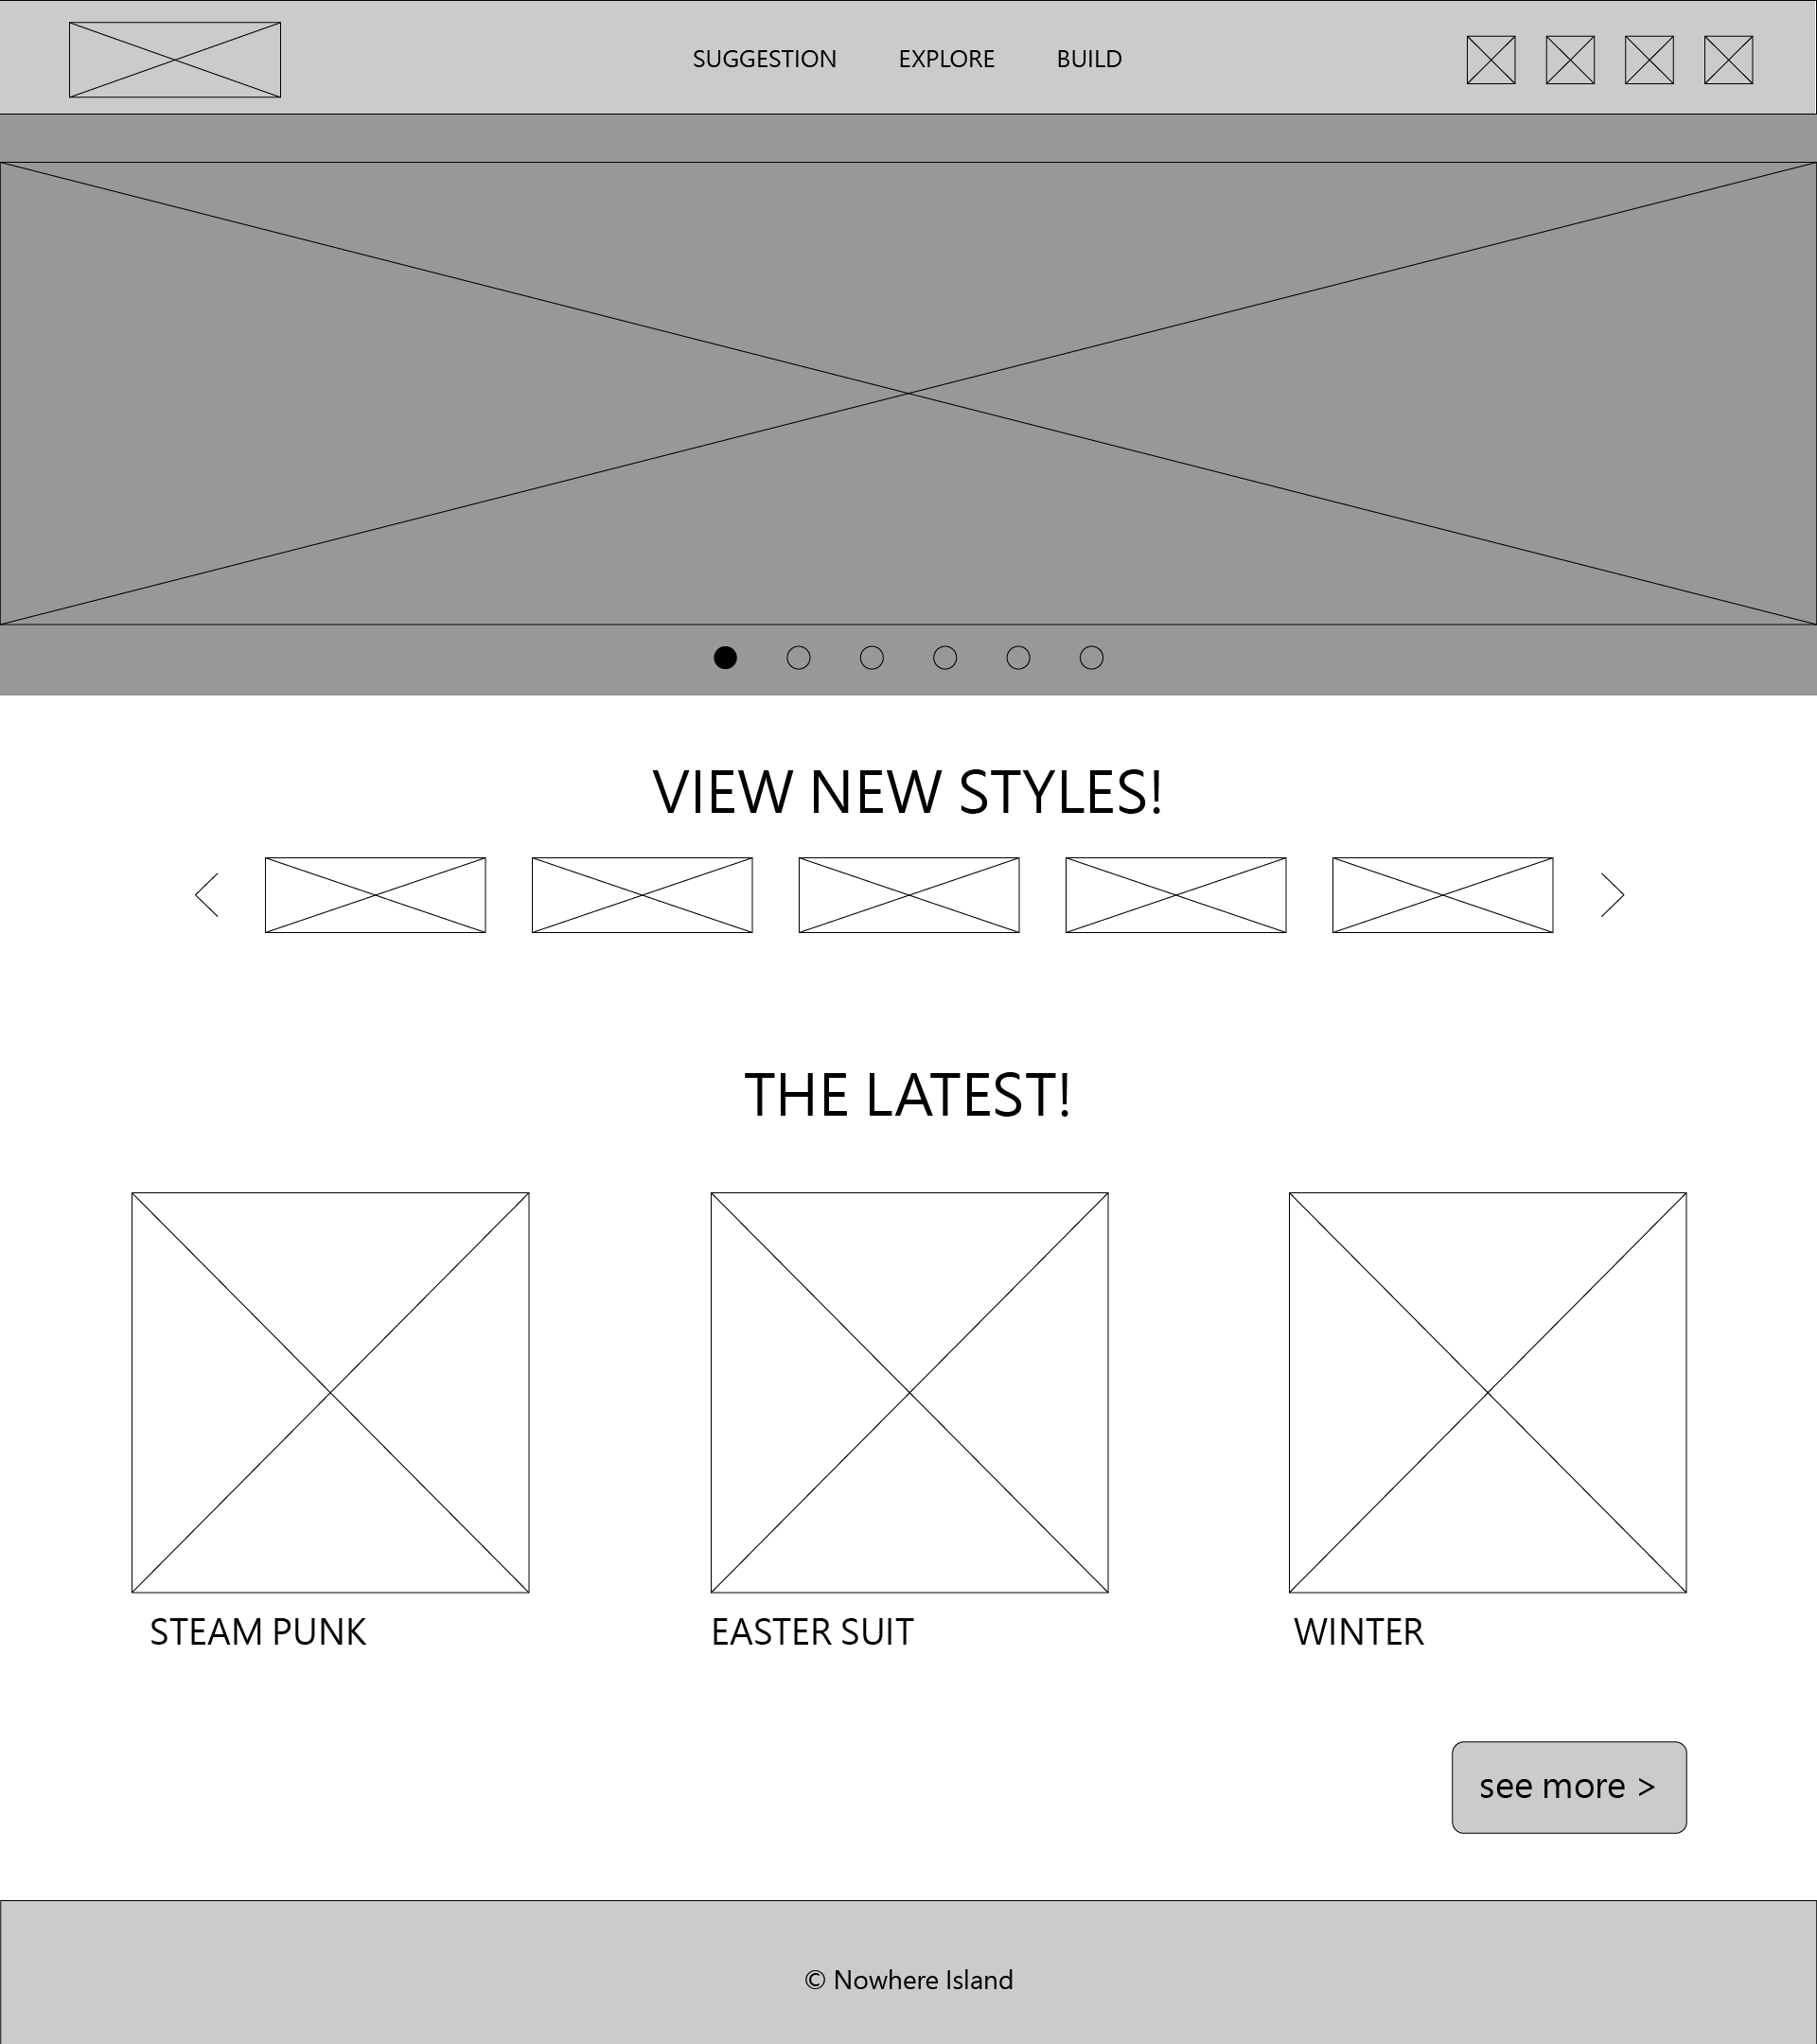 SUGGESTION EXPLORE BUILD
VIEW NEW STYLES!
THE LATEST!
STEAM PUNK
EASTER SUIT
WINTER
see more >
© Nowhere Island